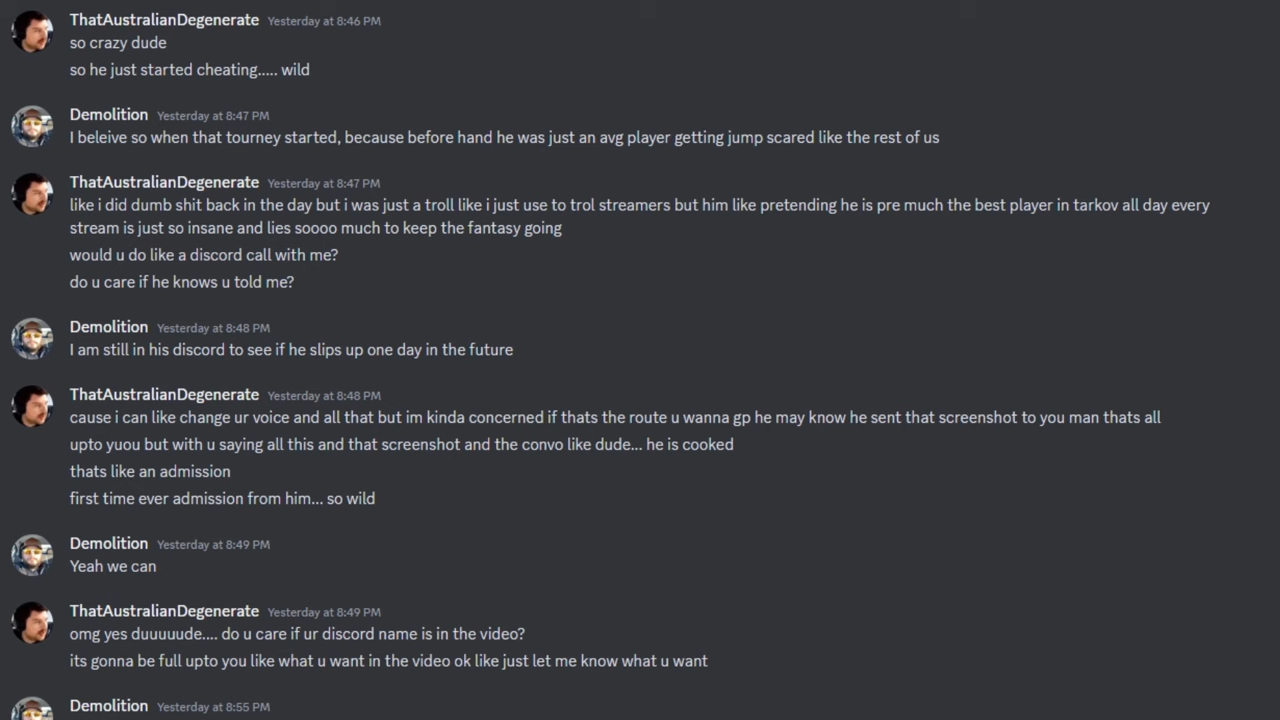 ThatAustralianDegenerate Yesterday at 8:46 PM
so crazy dude
so he just started cheating..... wild
Demolition Yesterday at 8:47 PM
I beleive so when that tourney started, because before hand he was just an avg player getting jump scared like the rest of us
ThatAustralianDegenerate Yesterday at 8:47 PM
like i did dumb shit back in the day but i was just a troll like i just use to trol streamers but him like pretending he is pre much the best player in tarkov all day every
stream is just so insane and lies soooo much to keep the fantasy going
would u do like a discord call with me?
do u care if he knows u told me?
Demolition Yesterday at 8:48 PM
I am still in his discord to see if he slips up one day in the future
ThatAustralianDegenerate Yesterday at 8:48 PM
cause i can like change ur voice and all that but im kinda concerned if thats the route u wanna gp he may know he sent that screenshot to you man thats all
upto yuou but with u saying all this and that screenshot and the convo like dude... he is cooked
thats like an admission
first time ever admission from him... so wild
Demolition Yesterday at 8:49 PM
Yeah we can
ThatAustralianDegenerate Yesterday at 8:49 PM
omg yes duuuuude.... do u care if ur discord name is in the video?
its gonna be full upto you like what u want in the video ok like just let me know what u want
Demolition Yesterday at 8:55 PM